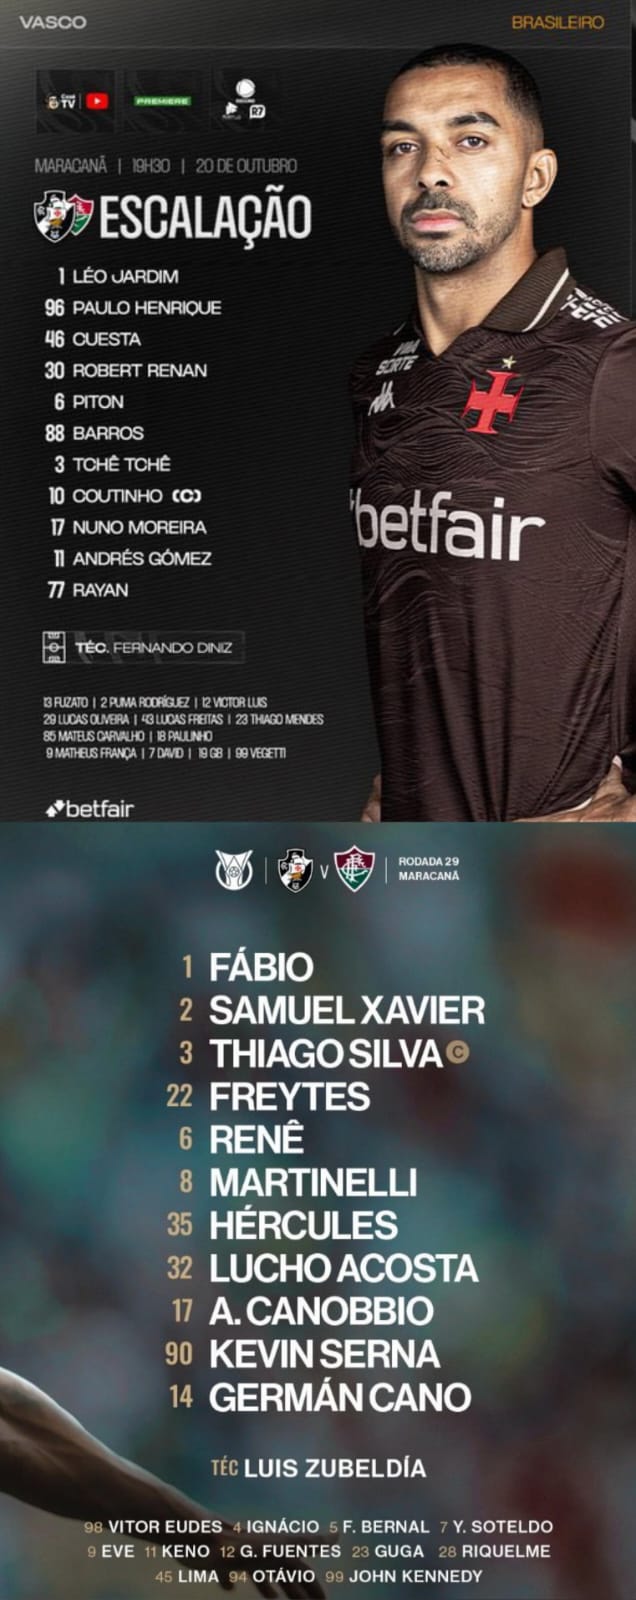 VASCO
BRASILEIRO
TV
PREMIERE
R7
MARACANÃ | 19H30 | 20 DE OUTUBRO
ESCALAÇÃO
1 LÉO JARDIM
96 PAULO HENRIQUE
46 CUESTA
30 ROBERT RENAN
6 PITON
88 BARROS
3 TCHÊ TCHÊ
10 COUTINHO (C)
17 NUNO MOREIRA
11 ANDRÉS GÓMEZ
77 RAYAN
TÉC. FERNANDO DINIZ
13 FUZATO | 2 PUMA RODRÍGUEZ | 12 VICTOR LUIS
29 LUCAS OLIVEIRA | 43 LUCAS FREITAS | 23 THIAGO MENDES
85 MATEUS CARVALHO | 18 PAULINHO
9 MATHEUS FRANÇA | 7 DAVID | 19 GB | 99 VEGETTI
betfair
VIVA
SORTE
betfair
V
RODADA 29
MARACANÃ
1 FÁBIO
2 SAMUEL XAVIER
3 THIAGO SILVA C
22 FREYTES
6 RENÊ
8 MARTINELLI
35 HÉRCULES
32 LUCHO ACOSTA
17 A. CANOBBIO
90 KEVIN SERNA
14 GERMÁN CANO
TÉC LUIS ZUBELDÍA
98 VITOR EUDES 4 IGNÁCIO 5 F. BERNAL 7 Y. SOTELDO
9 EVE 11 KENO 12 G. FUENTES 23 GUGA 28 RIQUELME
45 LIMA 94 OTÁVIO 99 JOHN KENNEDY